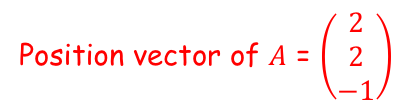 Position vector of A = (2 2 −1)